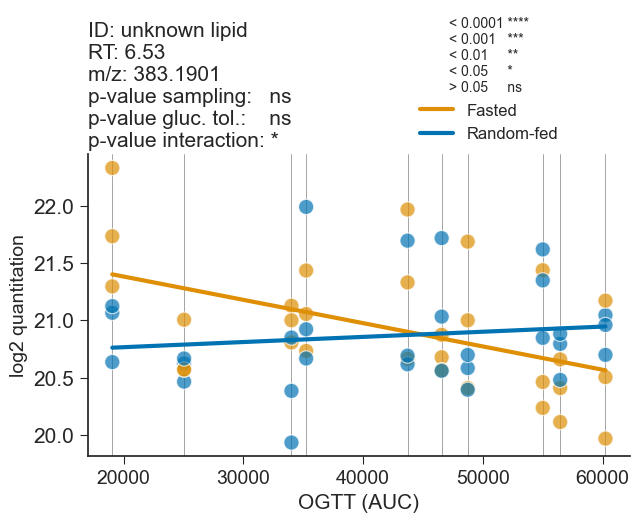 ID: unknown lipid
RT: 6.53
m/z: 383.1901
p-value sampling: ns
p-value gluc. tol.: ns
p-value interaction: *
< 0.0001 ****
< 0.001 ***
< 0.01 **
< 0.05 *
> 0.05 ns
Fasted
Random-fed
log2 quantitation
22.0
21.5
21.0
20.5
20.0
20000 30000 40000 50000 60000
OGTT (AUC)